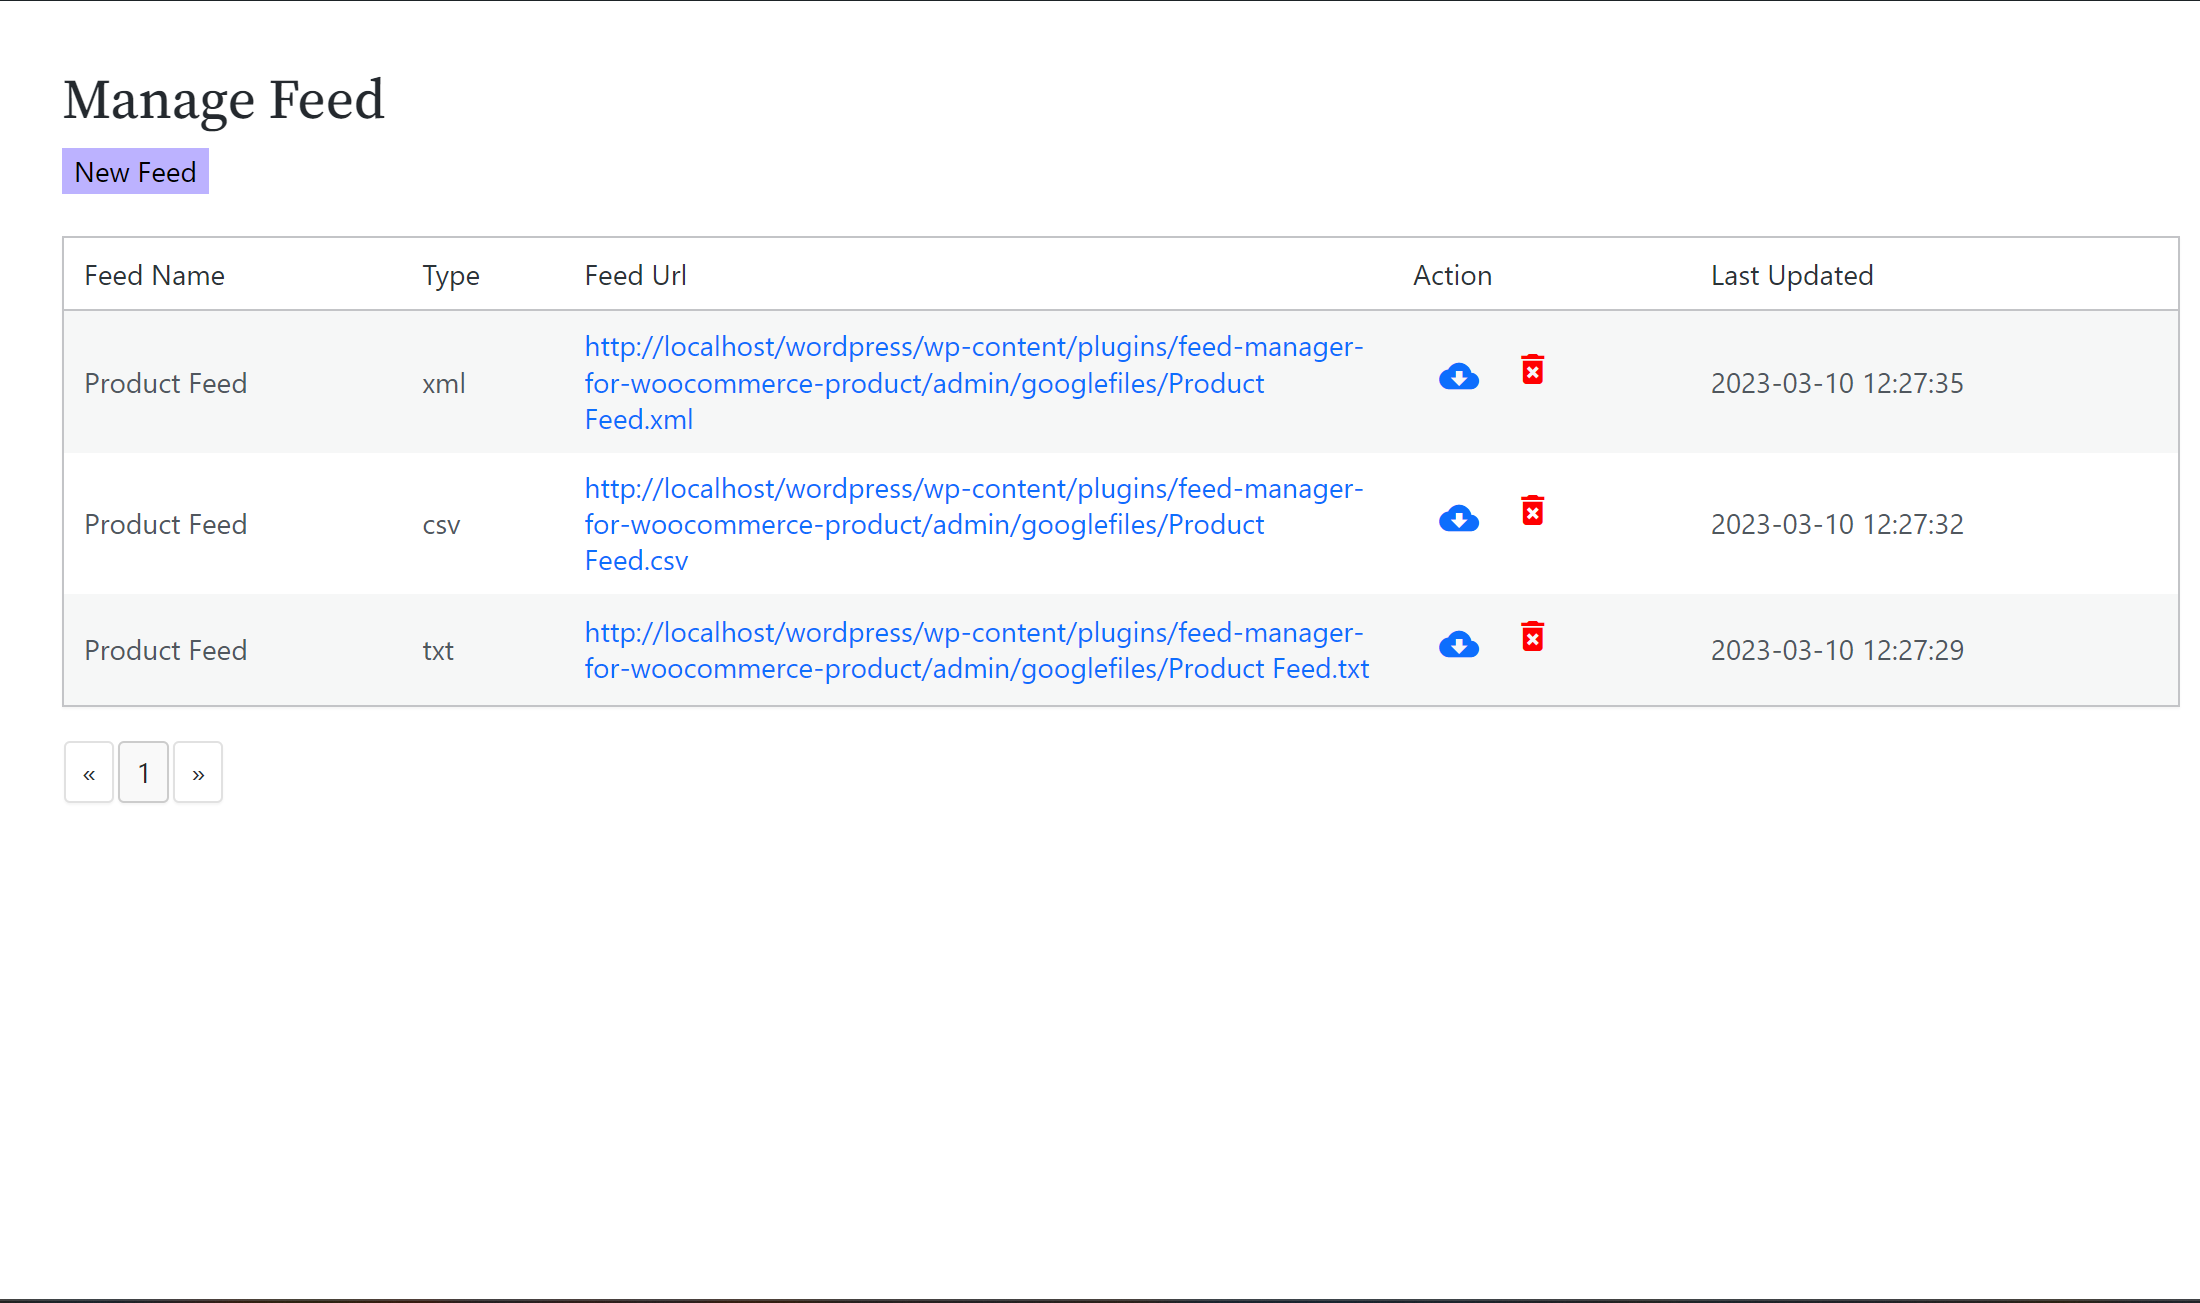 Manage Feed
New Feed
Feed Name Type Feed Url Action Last Updated
Product Feed xml http://localhost/wordpress/wp-content/plugins/feed-manager-
for-woocommerce-product/admin/googlefiles/Product
Feed.xml 2023-03-10 12:27:35
Product Feed csv http://localhost/wordpress/wp-content/plugins/feed-manager-
for-woocommerce-product/admin/googlefiles/Product
Feed.csv 2023-03-10 12:27:32
Product Feed txt http://localhost/wordpress/wp-content/plugins/feed-manager-
for-woocommerce-product/admin/googlefiles/Product Feed.txt 2023-03-10 12:27:29
« 1 »